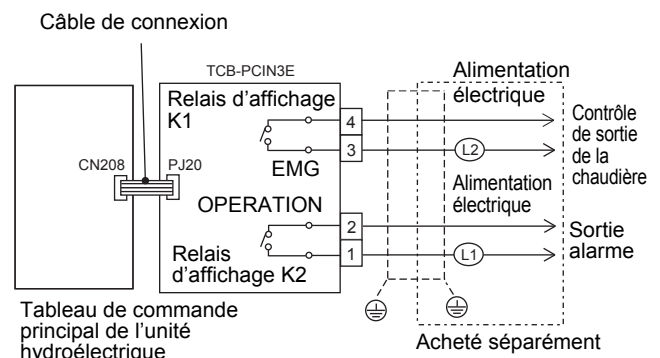 Câble de connexion
TCB-PCIN3E
Relais d'affichage
K1
4
3
EMG
CN208
PJ20
OPERATION
2
1
Relais
d'affichage K2
Alimentation
électrique
L2
Contrôle
de sortie
de la
chaudière
Alimentation
électrique
L1
Sortie
alarme
Tableau de commande
principal de l'unité
hydroélectrique
Acheté séparément